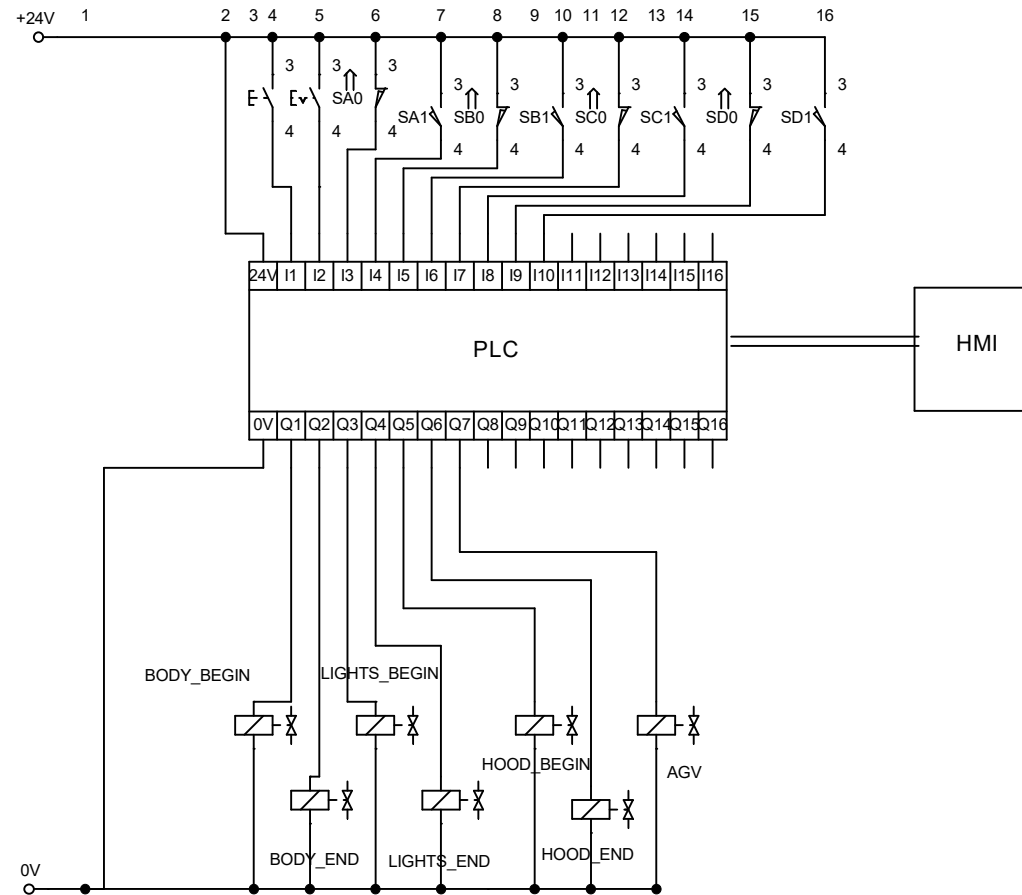 +24V 1 2 3 4 5 6 7 8 9 10 11 12 13 14 15 16
3 3 3 3 3 3 3 3 3 3
SA0 SA1 SB0 SB1 SC0 SC1 SD0 SD1
4 4 4 4 4 4 4 4 4 4
24V I1 I2 I3 I4 I5 I6 I7 I8 I9 I10 I11 I12 I13 I14 I15 I16
PLC HMI
0V Q1 Q2 Q3 Q4 Q5 Q6 Q7 Q8 Q9 Q10 Q11 Q12 Q13 Q14 Q15 Q16
BODY_BEGIN LIGHTS_BEGIN
HOOD_BEGIN AGV
BODY_END LIGHTS_END HOOD_END
0V